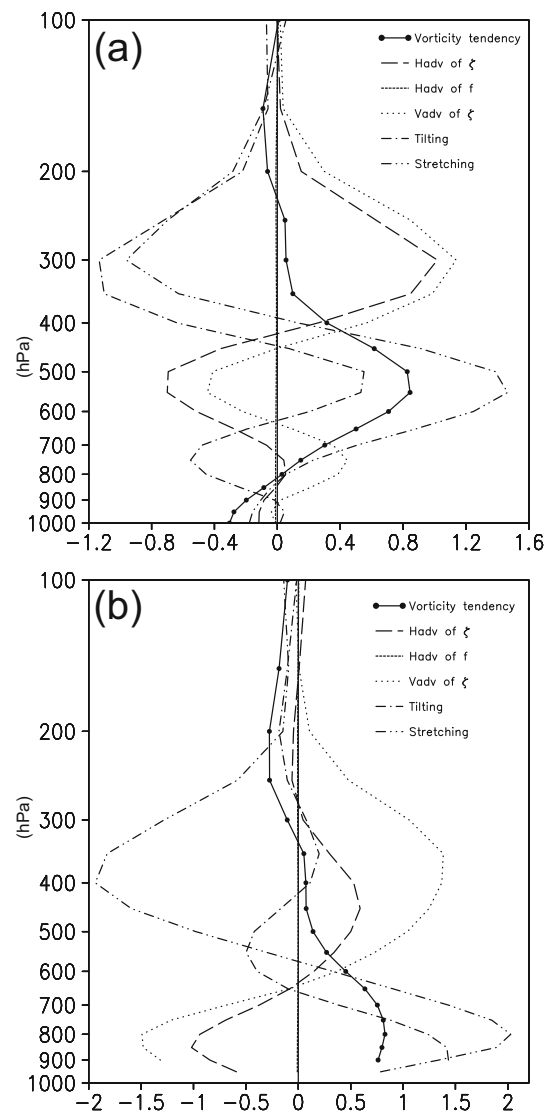 (a)
100
200
300
400
500
600
700
800
900
1000
(hPa)
Vorticity tendency
Hadv of ζ
Hadv of f
Vadv of ζ
Tilting
Stretching
-1.2 -0.8 -0.4 0 0.4 0.8 1.2 1.6
(b)
100
200
300
400
500
600
700
800
900
1000
(hPa)
Vorticity tendency
Hadv of ζ
Hadv of f
Vadv of ζ
Tilting
Stretching
-2 -1.5 -1 -0.5 0 0.5 1 1.5 2